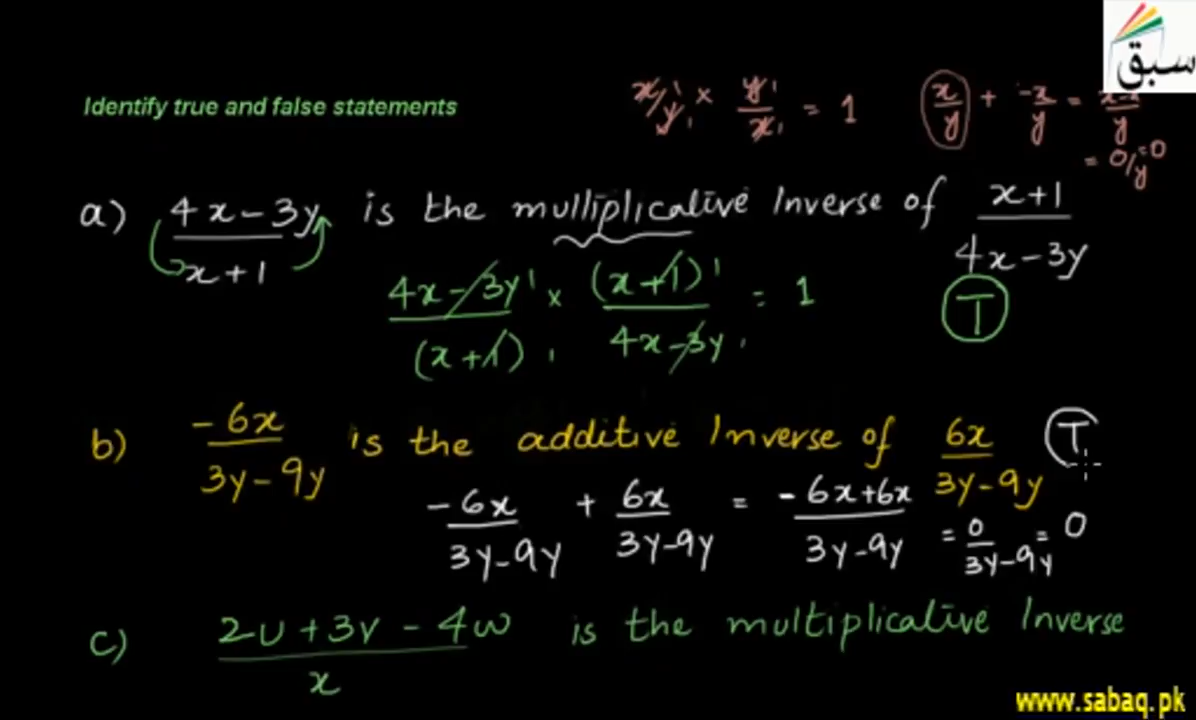 سبق
Identify true and false statements
x/y × y/x = 1
x/y + -x/y = x-x/y
= 0/y = 0
a) 4x-3y/x+1 is the multiplicative Inverse of x+1/4x-3y
4x-3y/(x+1) × (x+1)/4x-3y = 1
T
b) -6x/3y-9y is the additive Inverse of 6x/3y-9y T
-6x/3y-9y + 6x/3y-9y = -6x+6x/3y-9y = 0/3y-9y = 0
c) 2u+3v-4w/x is the multiplicative Inverse
www.sabaq.pk